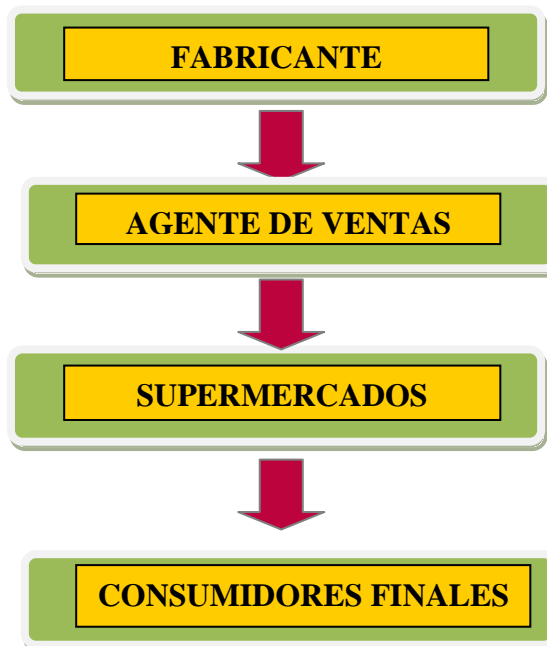 FABRICANTE
AGENTE DE VENTAS
SUPERMERCADOS
CONSUMIDORES FINALES